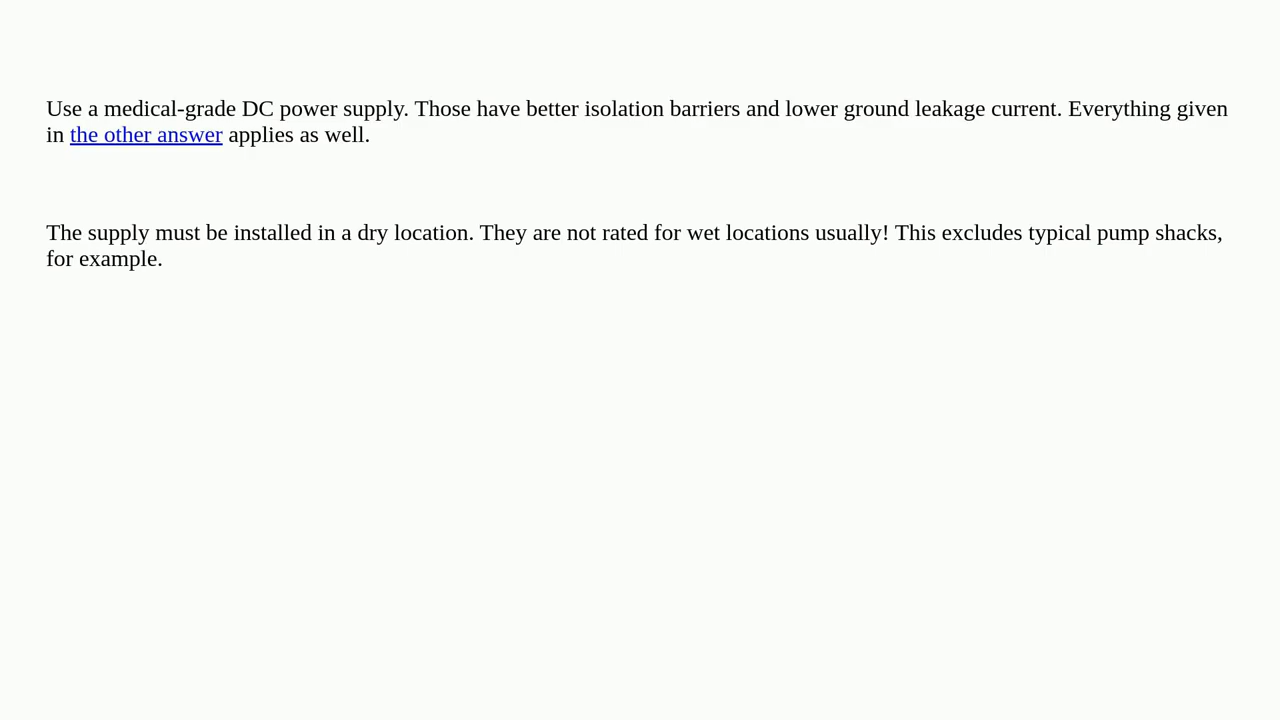 Use a medical-grade DC power supply. Those have better isolation barriers and lower ground leakage current. Everything given
in the other answer applies as well.
The supply must be installed in a dry location. They are not rated for wet locations usually! This excludes typical pump shacks,
for example.